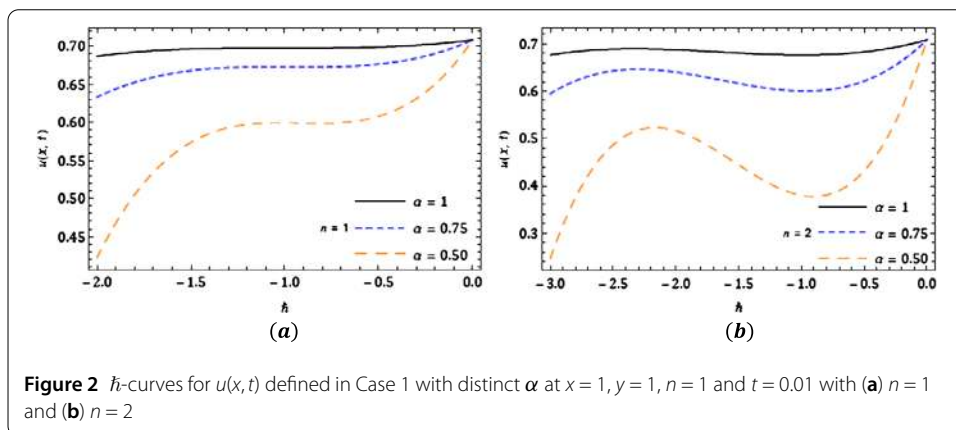 0.70
0.65
0.60
0.55
0.50
0.45
u(x, t)
-2.0
-1.5
-1.0
-0.5
0.0
ħ
n = 1
α = 1
α = 0.75
α = 0.50
(a)
0.7
0.6
0.5
0.4
0.3
u(x, t)
-3.0
-2.5
-2.0
-1.5
-1.0
-0.5
0.0
ħ
n = 2
α = 1
α = 0.75
α = 0.50
(b)
Figure 2 ħ-curves for u(x, t) defined in Case 1 with distinct α at x = 1, y = 1, n = 1 and t = 0.01 with (a) n = 1
and (b) n = 2